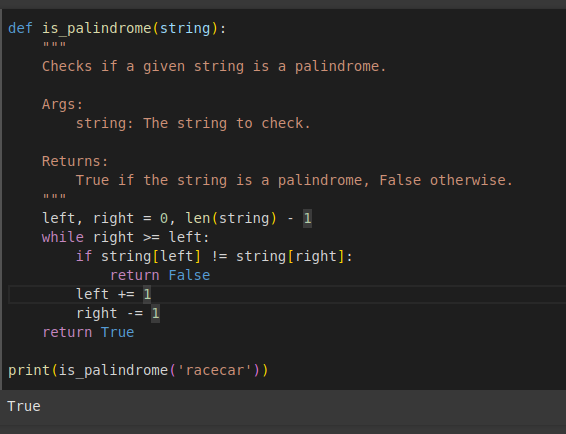 def is_palindrome(string):
    """
    Checks if a given string is a palindrome.

    Args:
        string: The string to check.

    Returns:
        True if the string is a palindrome, False otherwise.
    """
    left, right = 0, len(string) - 1
    while right >= left:
        if string[left] != string[right]:
            return False
        left += 1
        right -= 1
    return True

print(is_palindrome('racecar'))
True